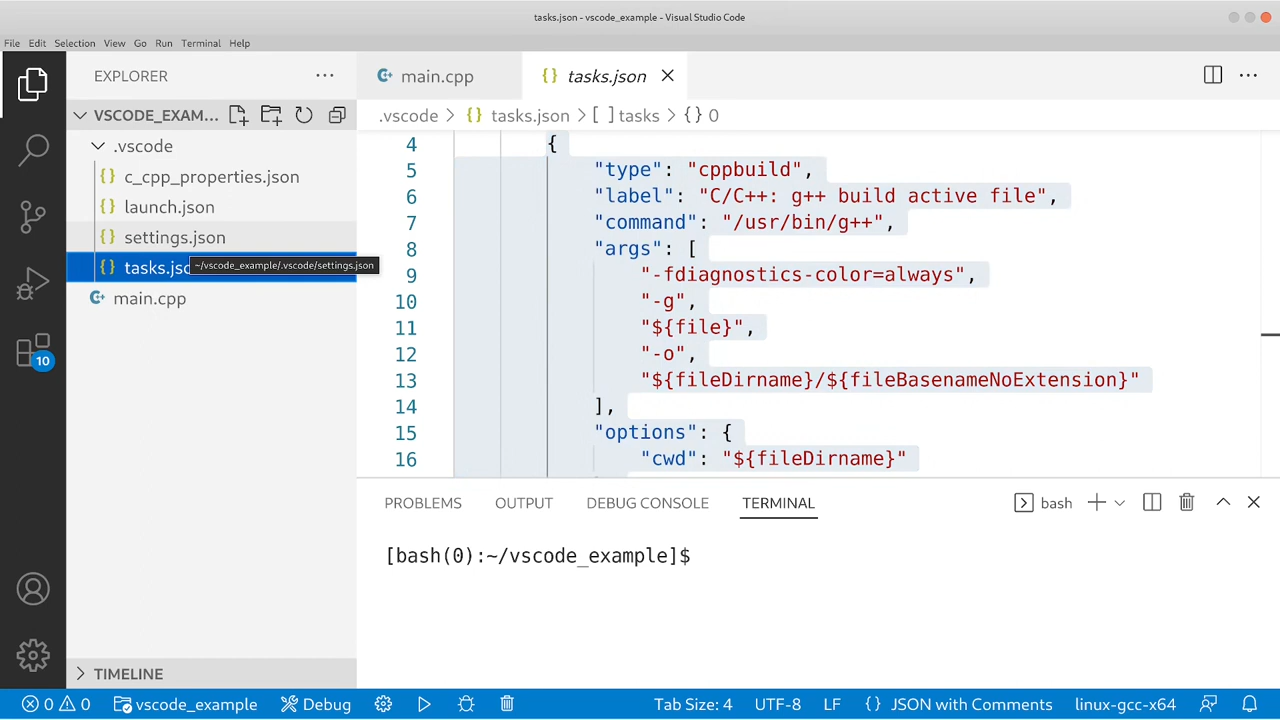 tasks.json - vscode_example - Visual Studio Code
File Edit Selection View Go Run Terminal Help
EXPLORER
VSCODE_EXAM...
.vscode
c_cpp_properties.json
launch.json
settings.json
tasks.jso
~/vscode_example/.vscode/settings.json
main.cpp
10
TIMELINE
main.cpp
tasks.json
.vscode > {} tasks.json > [ ] tasks > {} 0
4 {
5 "type": "cppbuild",
6 "label": "C/C++: g++ build active file",
7 "command": "/usr/bin/g++",
8 "args": [
9 "-fdiagnostics-color=always",
10 "-g",
11 "${file}",
12 "-o",
13 "${fileDirname}/${fileBasenameNoExtension}"
14 ],
15 "options": {
16 "cwd": "${fileDirname}"
PROBLEMS OUTPUT DEBUG CONSOLE TERMINAL
bash
[bash(0):~/vscode_example]$
0 0 vscode_example Debug Tab Size: 4 UTF-8 LF {} JSON with Comments linux-gcc-x64